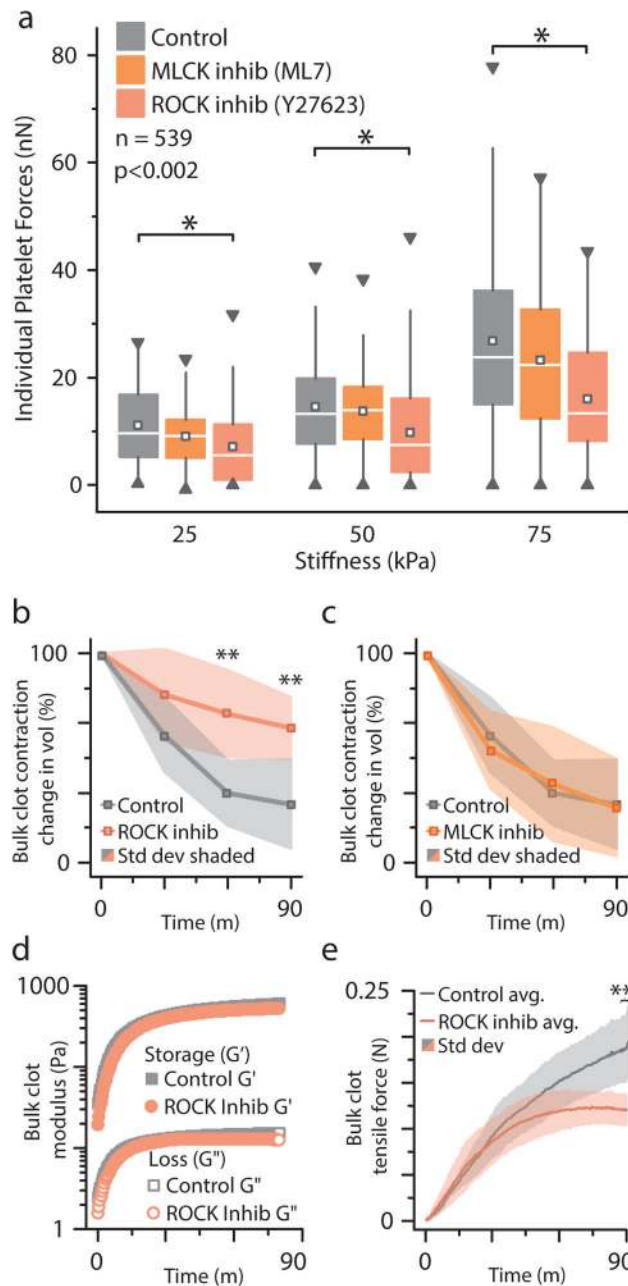 a
Control
MLCK inhib (ML7)
ROCK inhib (Y27623)
n = 539
p<0.002
*
*
*
Individual Platelet Forces (nN)
80
60
40
20
0
25
50
75
Stiffness (kPa)
b
Bulk clot contraction
change in vol (%)
100
0
**
**
Control
ROCK inhib
Std dev shaded
0
90
Time (m)
c
Bulk clot contraction
change in vol (%)
100
0
Control
MLCK inhib
Std dev shaded
0
90
Time (m)
d
Bulk clot
modulus (Pa)
1000
1
Storage (G')
Control G'
ROCK Inhib G'
Loss (G")
Control G"
ROCK Inhib G"
0
90
Time (m)
e
Bulk clot
tensile force (N)
0.25
0
Control avg.
ROCK inhib avg.
Std dev
**
0
90
Time (m)